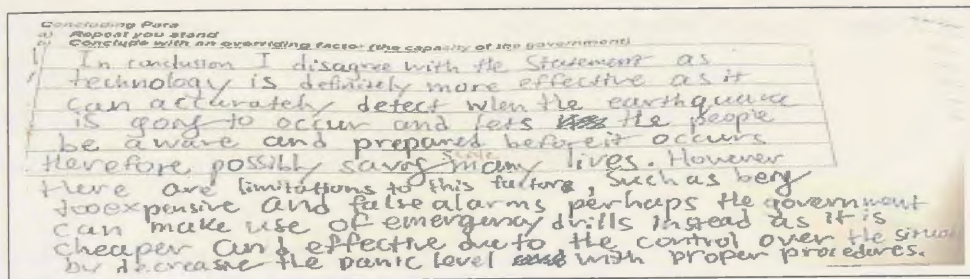 Concluding Para
a) Repeat you stand
b) Conclude with an overriding factor (the capacity of the government)
In conclusion I disagree with the Statement as
technology is definitely more effective as it
can accurately detect when the earthquake
is going to occur and lets the people
be aware and prepared before it occurs
therefore possibly saving many lives. However
there are limitations to this factors, such as being
too expensive and false alarms perhaps the government
can make use of emergency drills instead as it is
cheaper and effective due to the control over the
by decrease the panic level with proper procedures.